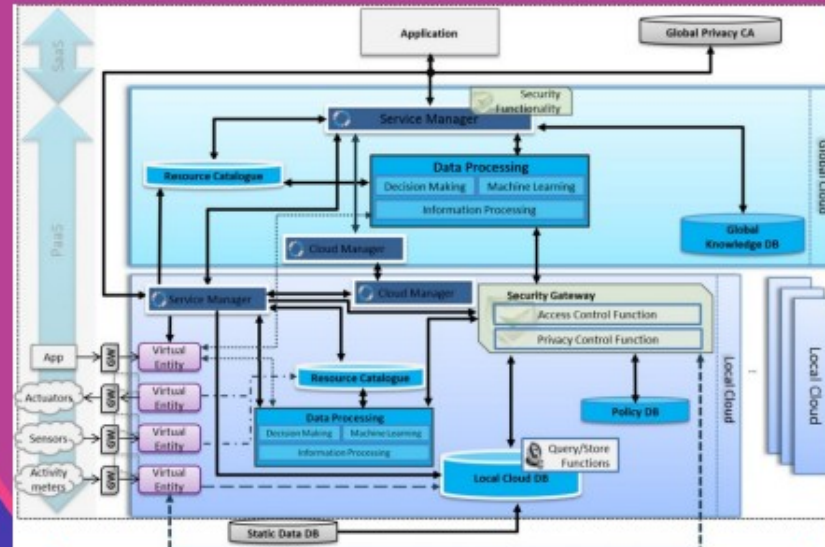 SaaS
PaaS
Application
Global Privacy CA
Security
Functionality
Service Manager
Resource Catalogue
Data Processing
Decision Making
Machine Learning
Information Processing
Global
Knowledge DB
Global Cloud
Cloud Manager
Cloud Manager
Service Manager
Security Gateway
Access Control Function
Privacy Control Function
Local Cloud
...
Local Cloud
App
GW
Virtual
Entity
Actuators
GW
Virtual
Entity
Sensors
GW
Virtual
Entity
Activity
meters
GW
Virtual
Entity
Resource Catalogue
Data Processing
Decision Making
Machine Learning
Information Processing
Policy DB
Query/Store
Functions
Local Cloud DB
Static Data DB